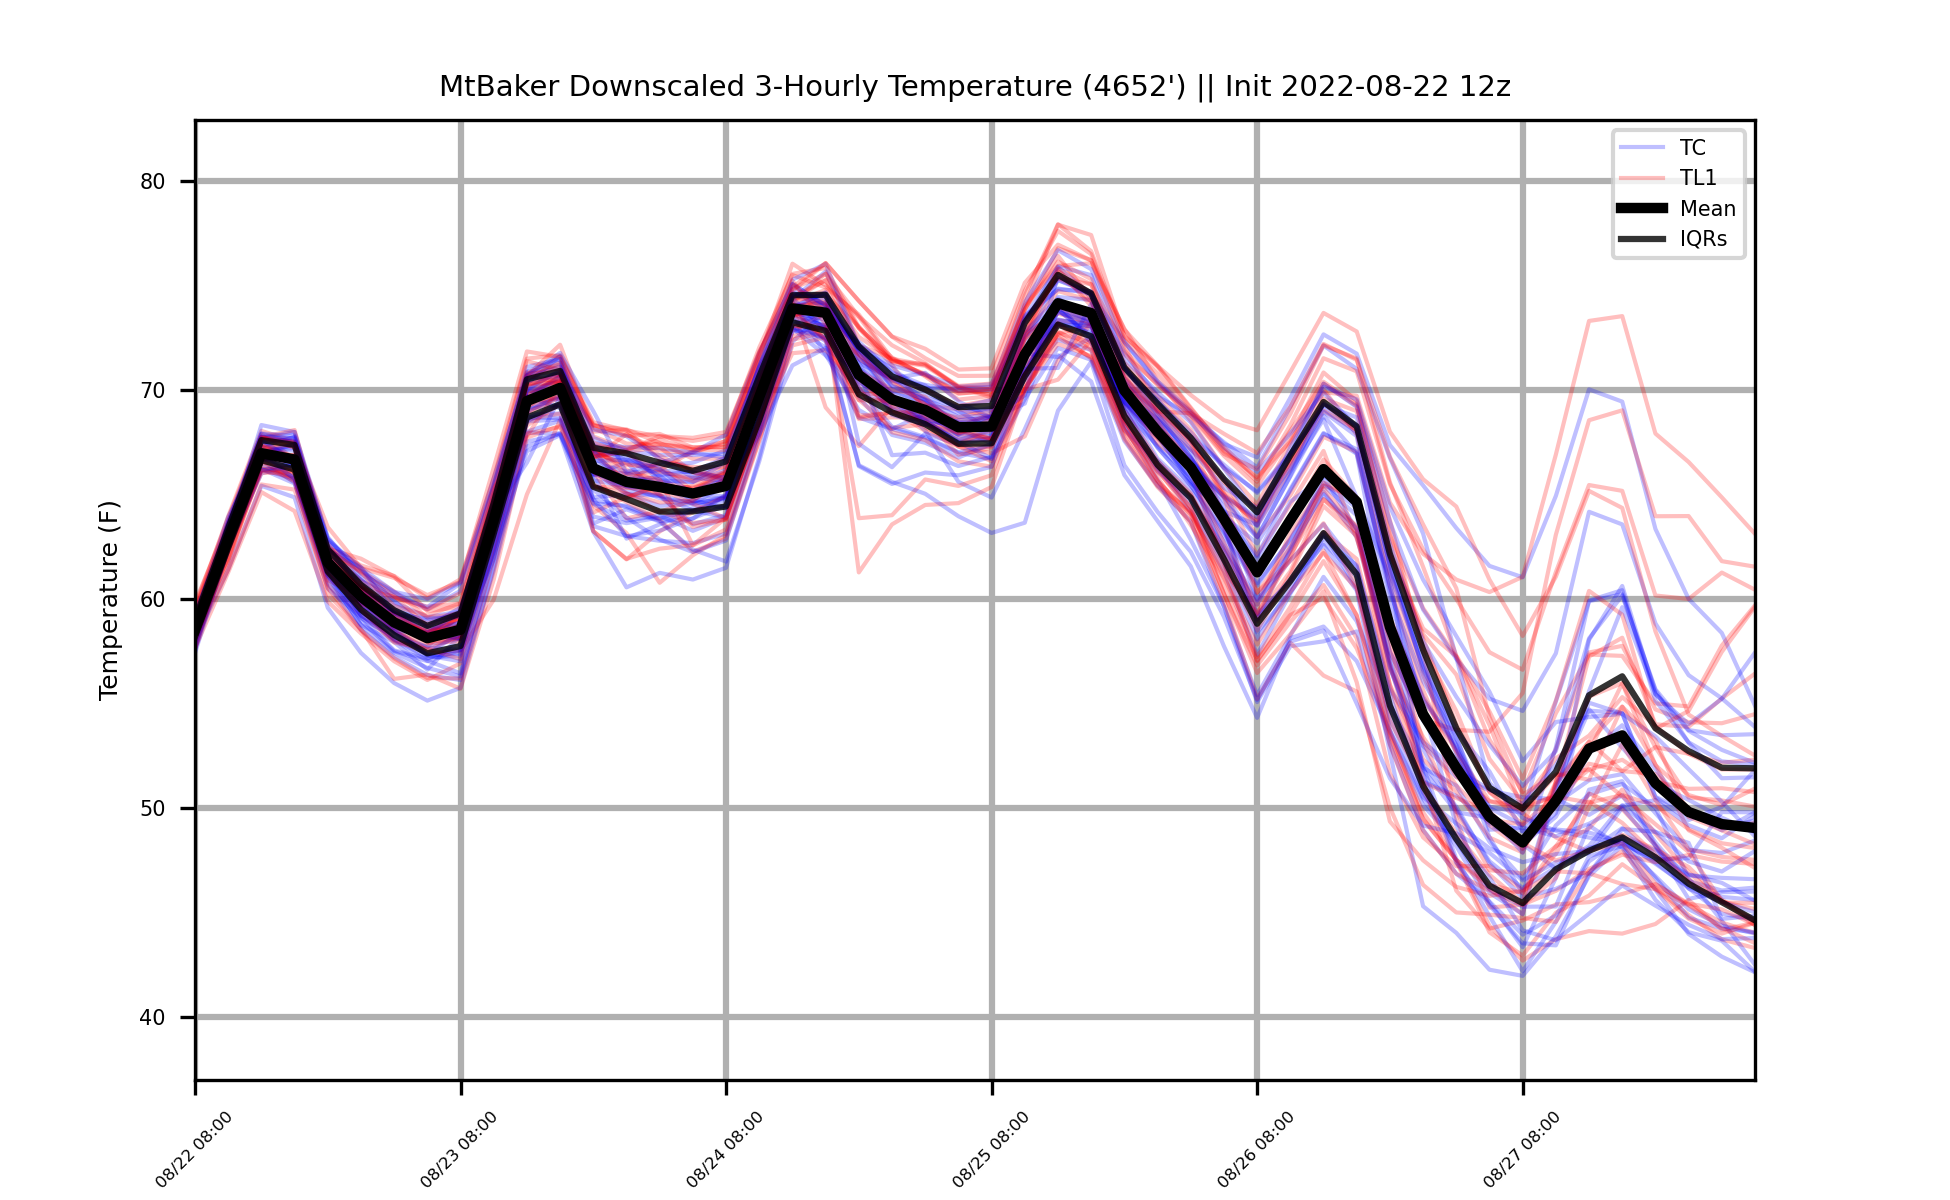 MtBaker Downscaled 3-Hourly Temperature (4652') || Init 2022-08-22 12z
TC
TL1
Mean
IQRs
Temperature (F)
80
70
60
50
40
08/22 08:00
08/23 08:00
08/24 08:00
08/25 08:00
08/26 08:00
08/27 08:00